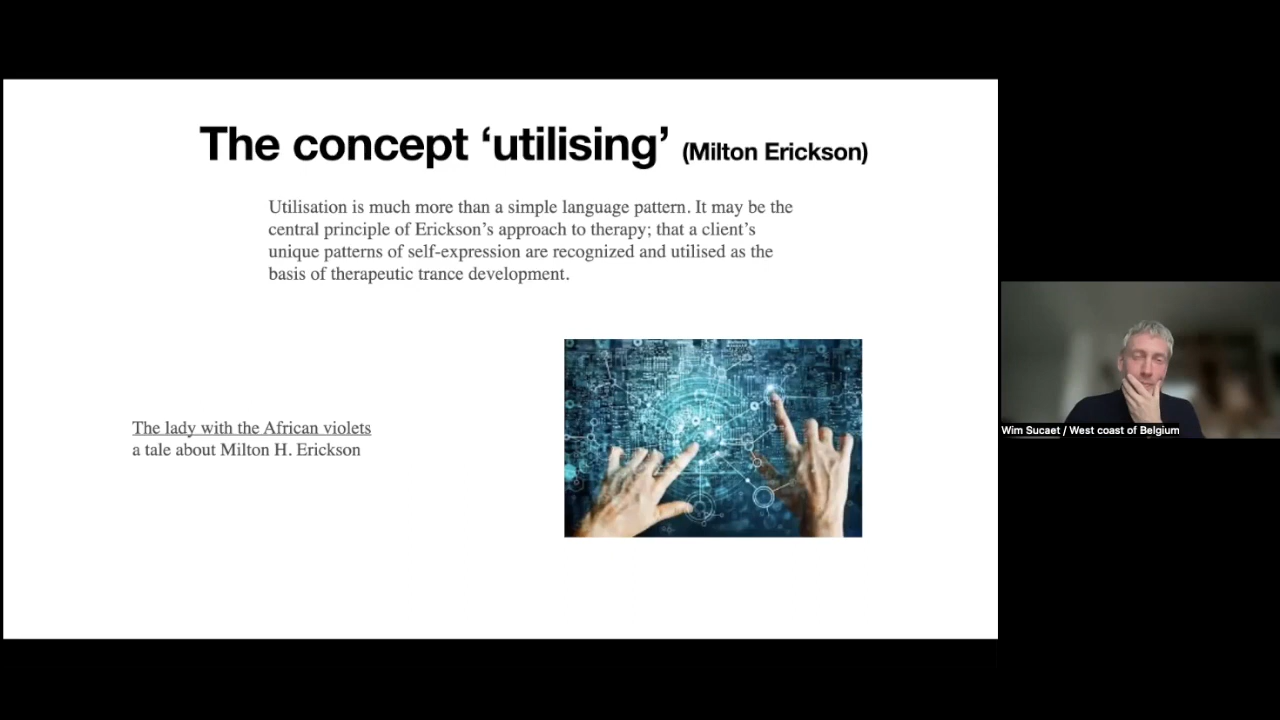 The concept ‘utilising’ (Milton Erickson)
Utilisation is much more than a simple language pattern. It may be the
central principle of Erickson’s approach to therapy; that a client’s
unique patterns of self-expression are recognized and utilised as the
basis of therapeutic trance development.
The lady with the African violets
a tale about Milton H. Erickson
Wim Sucaet / West coast of Belgium